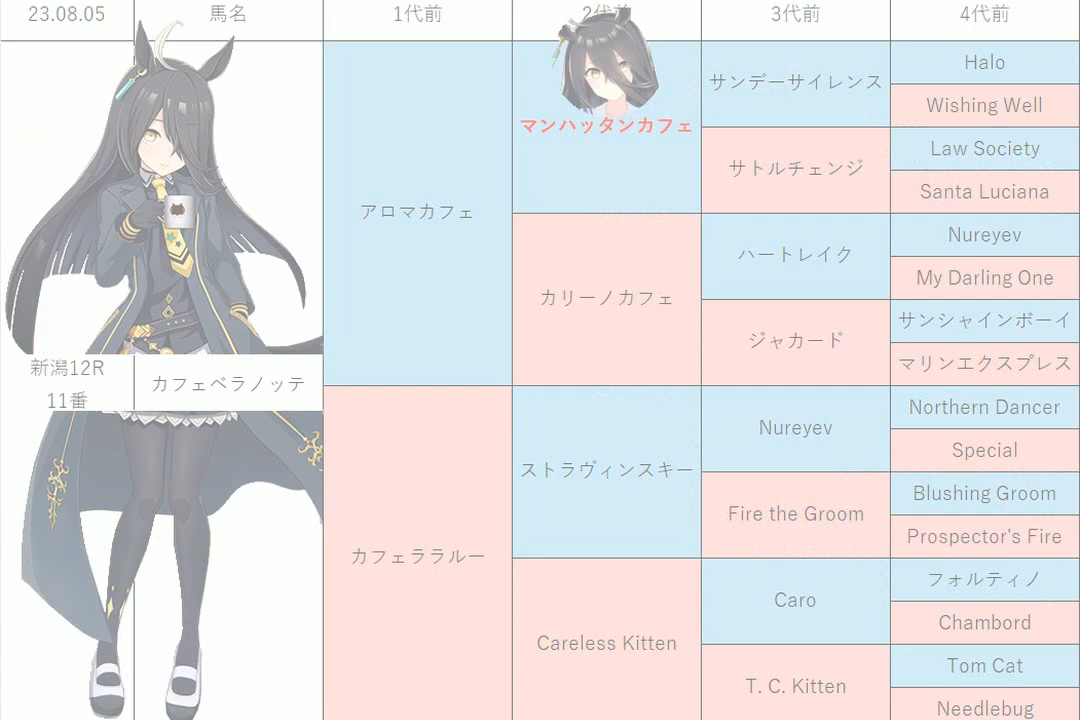 23.08.05
馬名
1代前
2代前
3代前
4代前
新潟12R
11番
カフェベラノッテ
アロマカフェ
カフェララルー
マンハッタンカフェ
カリーノカフェ
ストラヴィンスキー
Careless Kitten
サンデーサイレンス
サトルチェンジ
ハートレイク
ジャカード
Nureyev
Fire the Groom
Caro
T. C. Kitten
Halo
Wishing Well
Law Society
Santa Luciana
Nureyev
My Darling One
サンシャインボーイ
マリンエクスプレス
Northern Dancer
Special
Blushing Groom
Prospector's Fire
フォルティノ
Chambord
Tom Cat
Needlebug